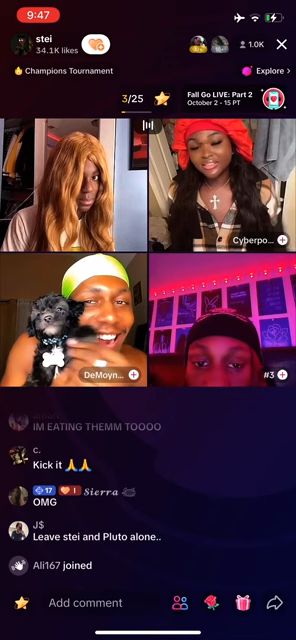 9:47
stei
34.1K likes
1.0K
Champions Tournament
Explore >
3/25
Fall Go LIVE: Part 2
October 2 - 15 PT
Cyberpo...
DeMoyn...
#3
IM EATING THEMM TOOOO
C.
Kick it 🙏🙏
17 1 Sierra
OMG
J$
Leave stei and Pluto alone..
Ali167 joined
Add comment